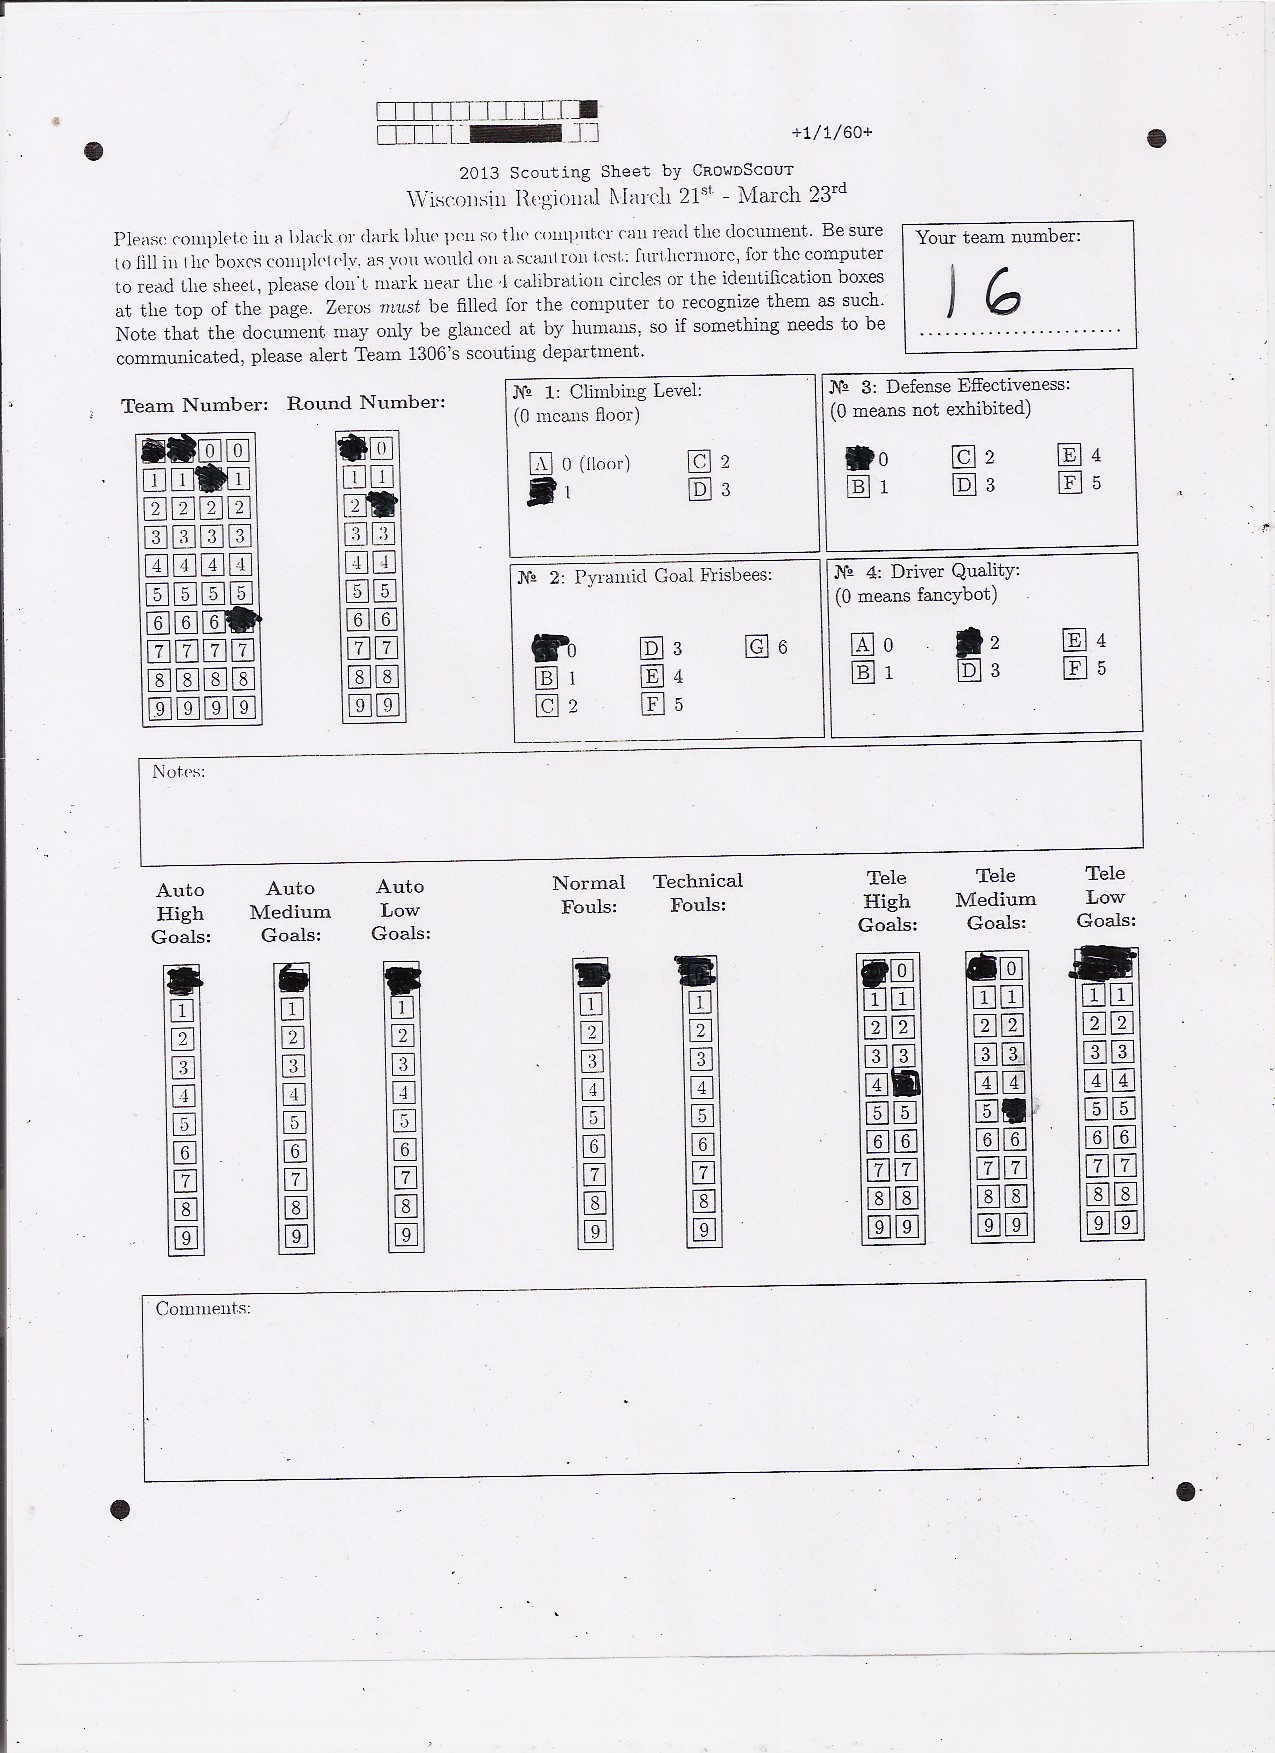 +1/1/60+
2013 Scouting Sheet by CROWDSCOUT
Wisconsin Regional March 21st - March 23rd
Please complete in a black or dark blue pen so the computer can read the document. Be sure
to fill in the boxes completely, as you would on a scantron test; furthermore, for the computer
to read the sheet, please don't mark near the 4 calibration circles or the identification boxes
at the top of the page. Zeros must be filled for the computer to recognize them as such.
Note that the document may only be glanced at by humans, so if something needs to be
communicated, please alert Team 1306's scouting department.
Your team number:
16
Team Number: Round Number:
0 0 0
1 1 1 1 1
2 2 2 2 2
3 3 3 3 3 3
4 4 4 4 4 4
5 5 5 5 5 5
6 6 6 6 6
7 7 7 7 7 7
8 8 8 8 8 8
9 9 9 9 9 9
№ 1: Climbing Level:
(0 means floor)
A 0 (floor) C 2
1 D 3
№ 3: Defense Effectiveness:
(0 means not exhibited)
0 C 2 E 4
B 1 D 3 F 5
№ 2: Pyramid Goal Frisbees:
0 D 3 G 6
B 1 E 4
C 2 F 5
№ 4: Driver Quality:
(0 means fancybot)
A 0 2 E 4
B 1 D 3 F 5
Notes:
Auto High Goals: Auto Medium Goals: Auto Low Goals: Normal Fouls: Technical Fouls: Tele High Goals: Tele Medium Goals: Tele Low Goals:
0 0
1 1 1 1 1 1 1 1 1 1 1
2 2 2 2 2 2 2 2 2 2 2
3 3 3 3 3 3 3 3 3 3 3
4 4 4 4 4 4 4 4 4 4
5 5 5 5 5 5 5 5 5 5
6 6 6 6 6 6 6 6 6 6 6
7 7 7 7 7 7 7 7 7 7 7
8 8 8 8 8 8 8 8 8 8 8
9 9 9 9 9 9 9 9 9 9 9
Comments: